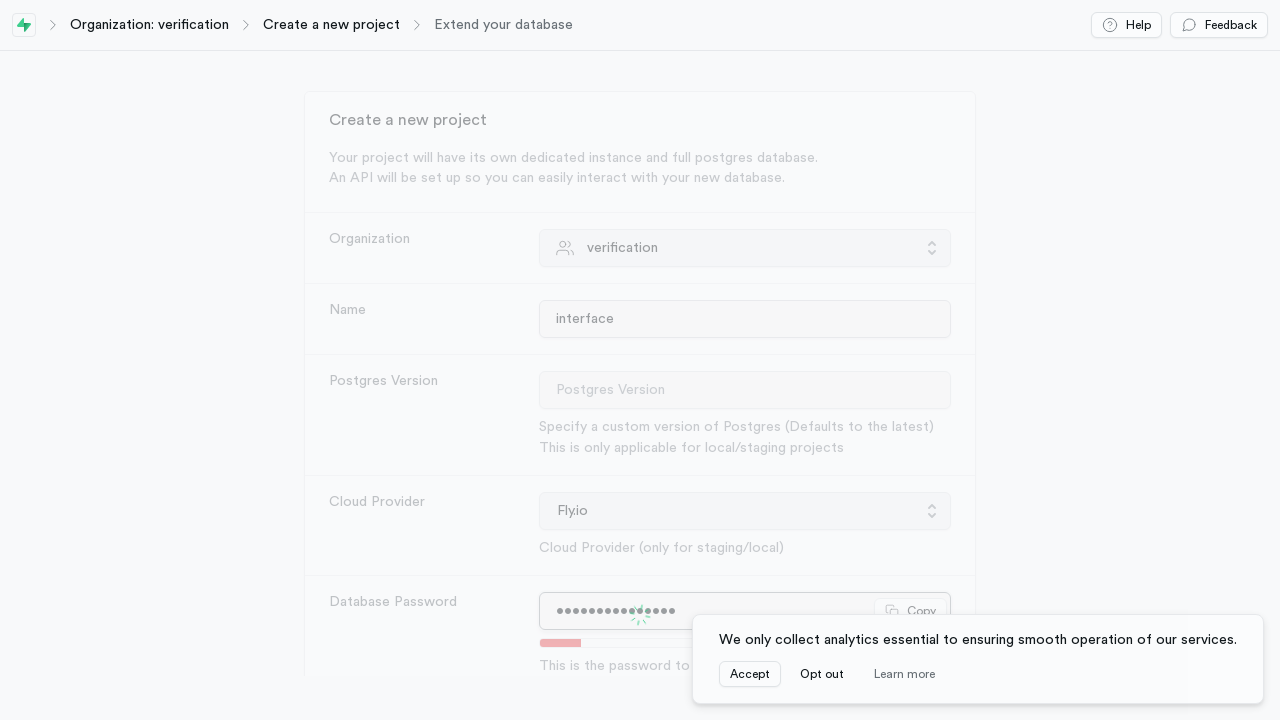 Organization: verification
Create a new project
Extend your database
Help
Feedback
Create a new project
Your project will have its own dedicated instance and full postgres database.
An API will be set up so you can easily interact with your new database.
Organization
verification
Name
interface
Postgres Version
Postgres Version
Specify a custom version of Postgres (Defaults to the latest)
This is only applicable for local/staging projects
Cloud Provider
Fly.io
Cloud Provider (only for staging/local)
Database Password
Copy
This is the password to
We only collect analytics essential to ensuring smooth operation of our services.
Accept
Opt out
Learn more